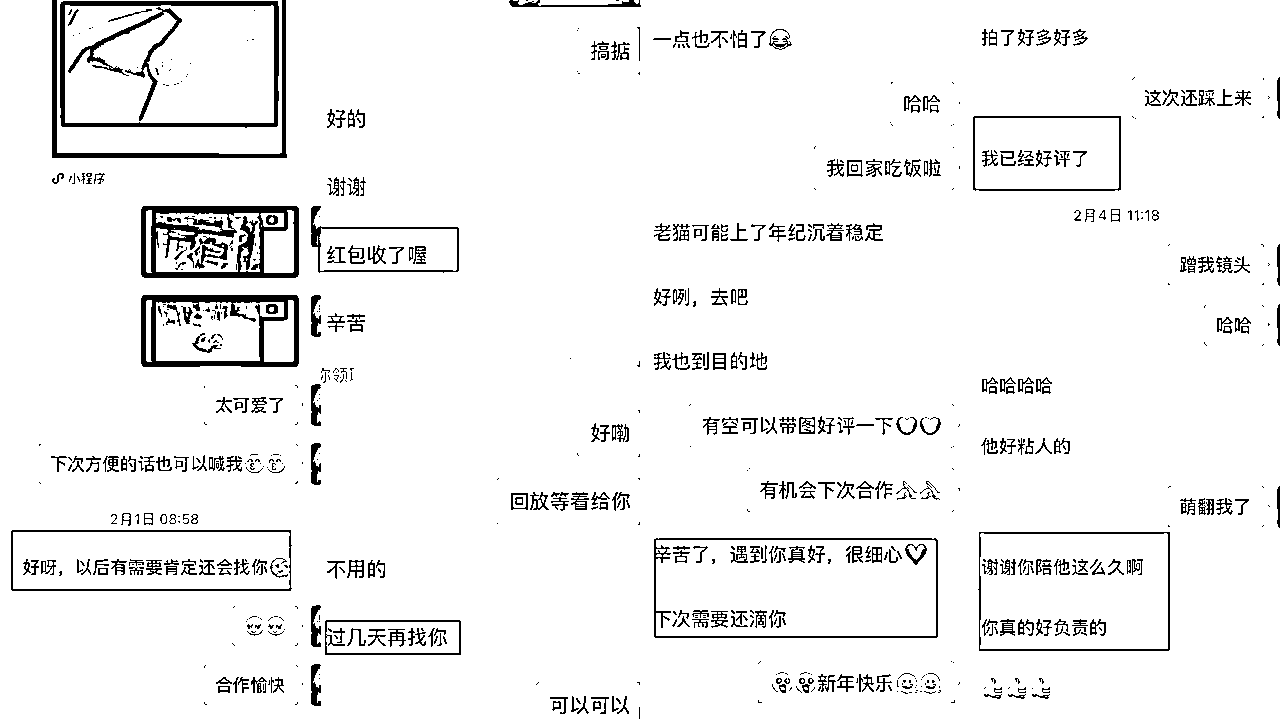 小程序
太可爱了
下次方便的话也可以喊我
2月1日 08:58
好呀，以后有需要肯定还会找你
合作愉快
搞掂
好的
谢谢
红包收了喔
辛苦
你领
好嘞
回放等着给你
不用的
过几天再找你
可以可以
一点也不怕了😂
哈哈
我回家吃饭啦
老猫可能上了年纪沉着稳定
好咧，去吧
我也到目的地
有空可以带图好评一下
有机会下次合作
辛苦了，遇到你真好，很细心
下次需要还滴你
新年快乐
拍了好多好多
这次还踩上来
我已经好评了
2月4日 11:18
蹭我镜头
哈哈
哈哈哈哈
他好粘人的
萌翻我了
谢谢你陪他这么久啊
你真的好负责的